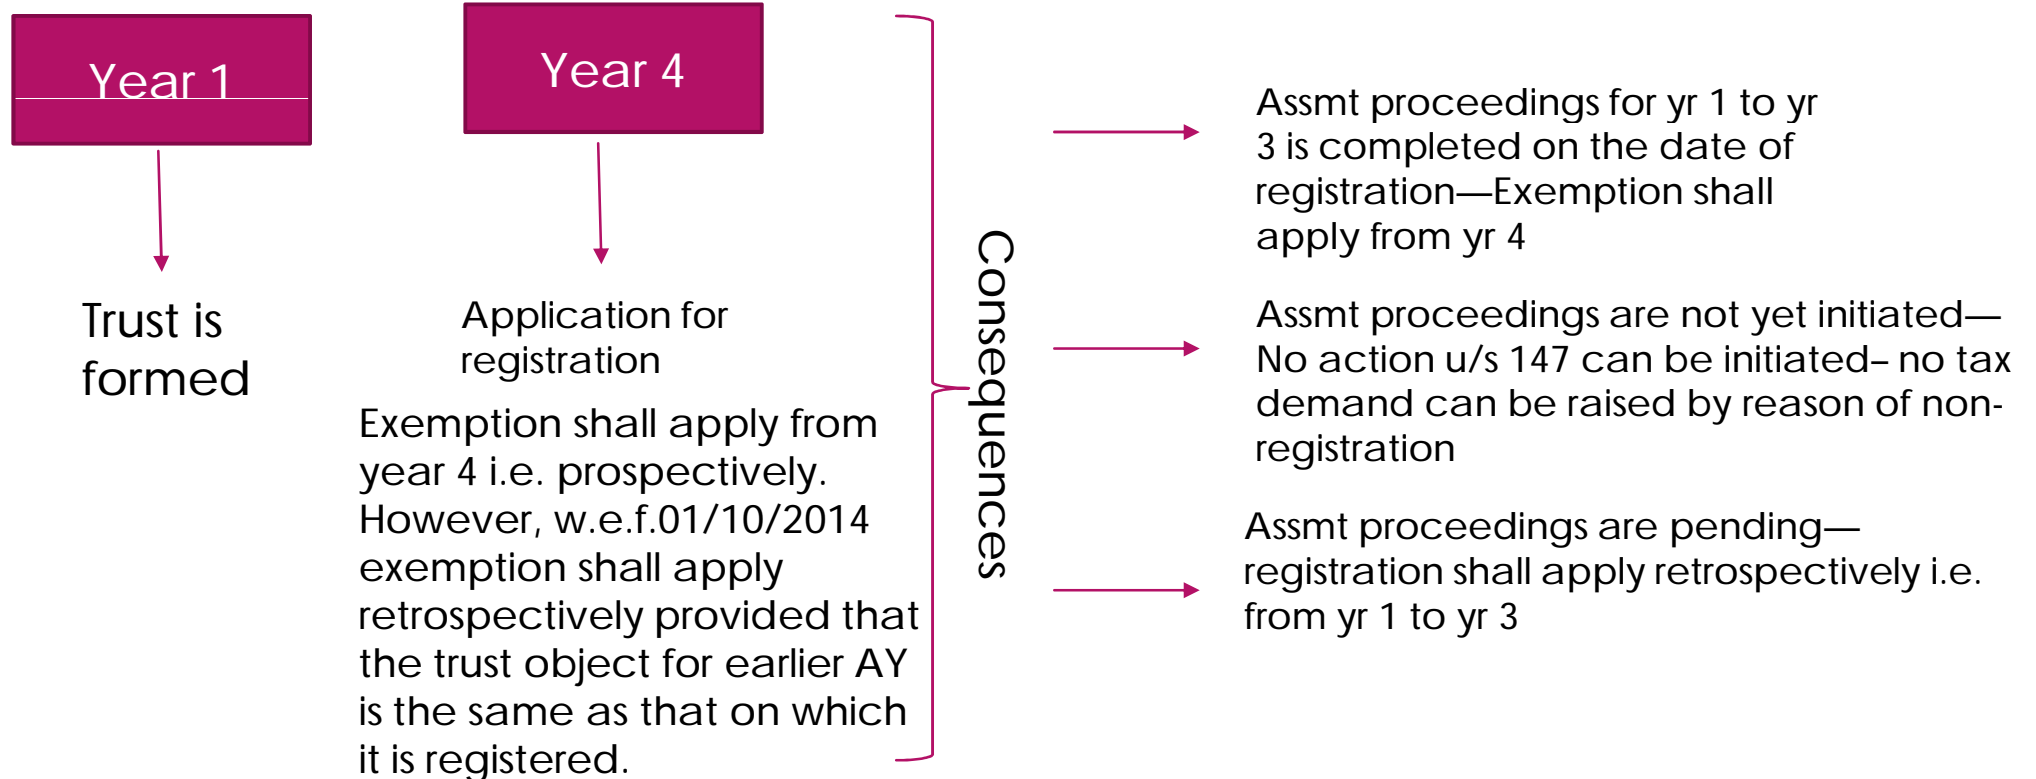 Year 1
Trust is
formed
Year 4
Application for
registration
Exemption shall apply from
year 4 i.e. prospectively.
However, w.e.f.01/10/2014
exemption shall apply
retrospectively provided that
the trust object for earlier AY
is the same as that on which
it is registered.
Consequences
Assmt proceedings for yr 1 to yr
3 is completed on the date of
registration—Exemption shall
apply from yr 4
Assmt proceedings are not yet initiated—
No action u/s 147 can be initiated– no tax
demand can be raised by reason of non-
registration
Assmt proceedings are pending—
registration shall apply retrospectively i.e.
from yr 1 to yr 3